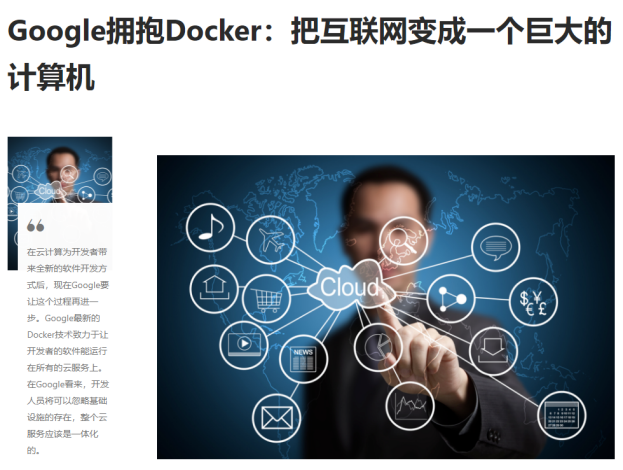 Google拥抱Docker：把互联网变成一个巨大的
计算机
Cloud
在云计算为开发者带
来全新的软件开发方
式后，现在Google要
让这个过程再进一
步。Google最新的
Docker技术致力于让
开发者的软件能运行
在所有的云服务上。
在Google看来，开发
人员将可以忽略基础
设施的存在，整个云
服务应该是一体化
的。
Cloud
$¥
€£
NEWS